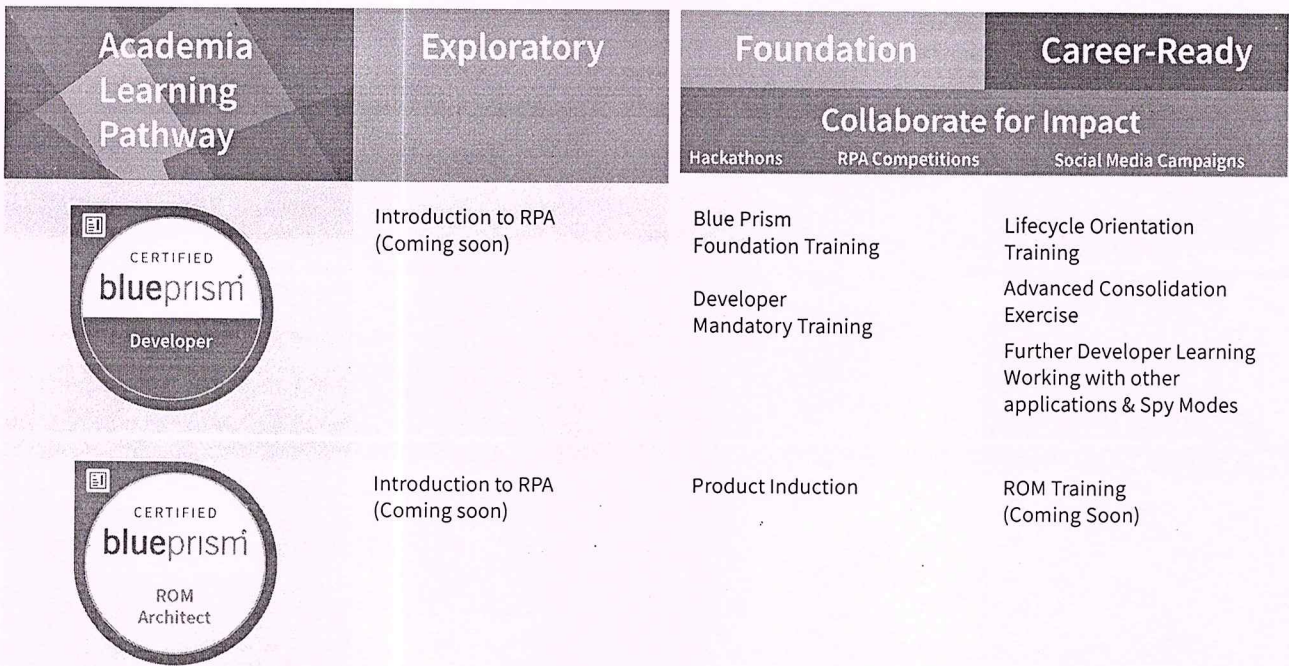 Academia
Learning
Pathway
Exploratory
Foundation
Career-Ready
Collaborate for Impact
Hackathons
RPA Competitions
Social Media Campaigns
CERTIFIED
blueprism
Developer
Introduction to RPA
(Coming soon)
Blue Prism
Foundation Training
Developer
Mandatory Training
Lifecycle Orientation
Training
Advanced Consolidation
Exercise
Further Developer Learning
Working with other
applications & Spy Modes
CERTIFIED
blueprism
ROM
Architect
Introduction to RPA
(Coming soon)
Product Induction
ROM Training
(Coming Soon)